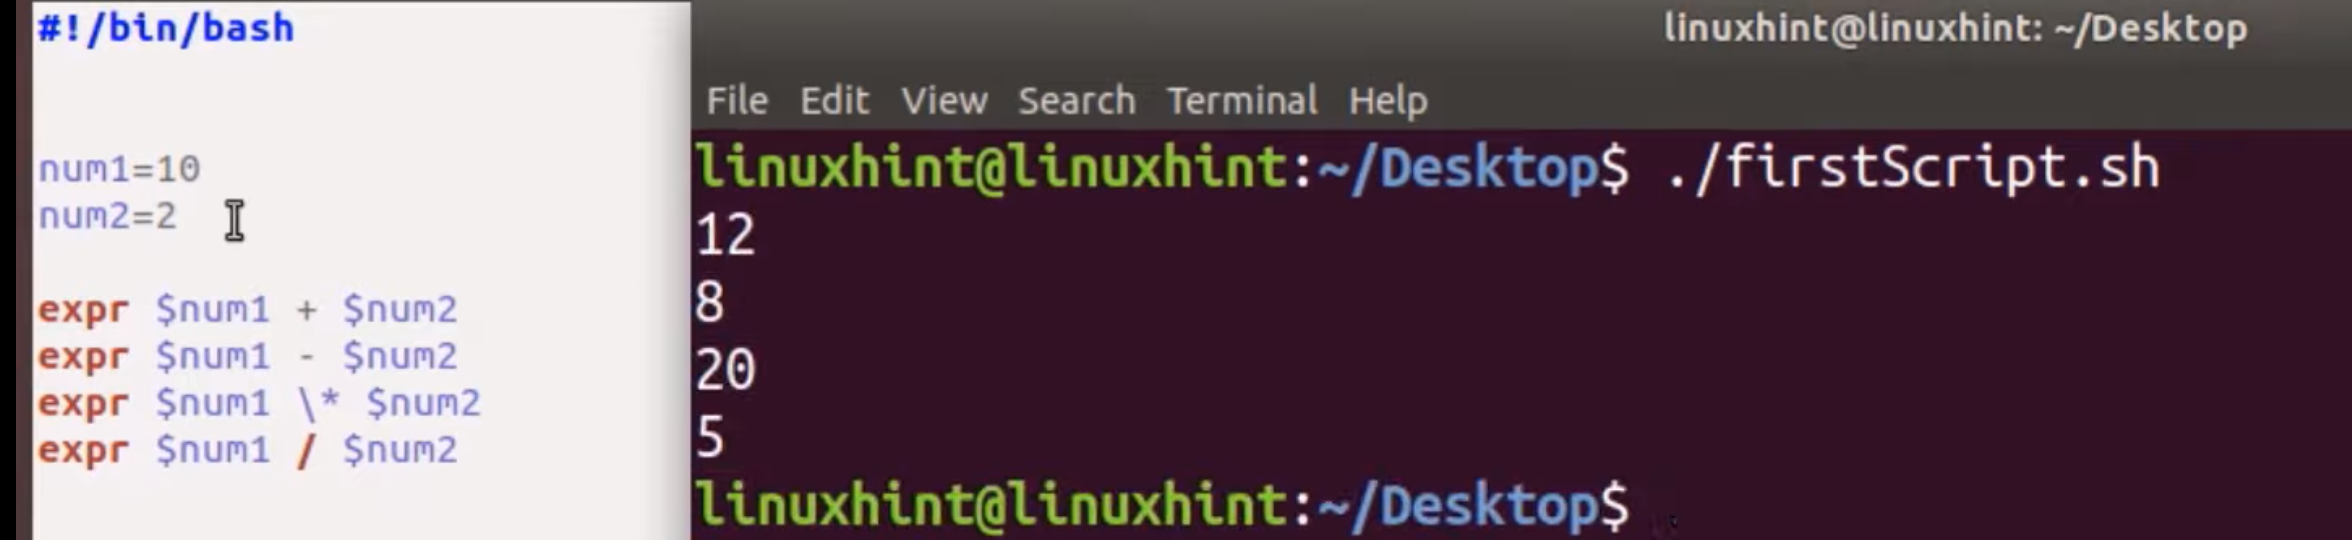 #!/bin/bash
num1=10
num2=2
expr $num1 + $num2
expr $num1 - $num2
expr $num1 \* $num2
expr $num1 / $num2
linuxhint@linuxhint: ~/Desktop
File Edit View Search Terminal Help
linuxhint@linuxhint:~/Desktop$ ./firstScript.sh
12
8
20
5
linuxhint@linuxhint:~/Desktop$